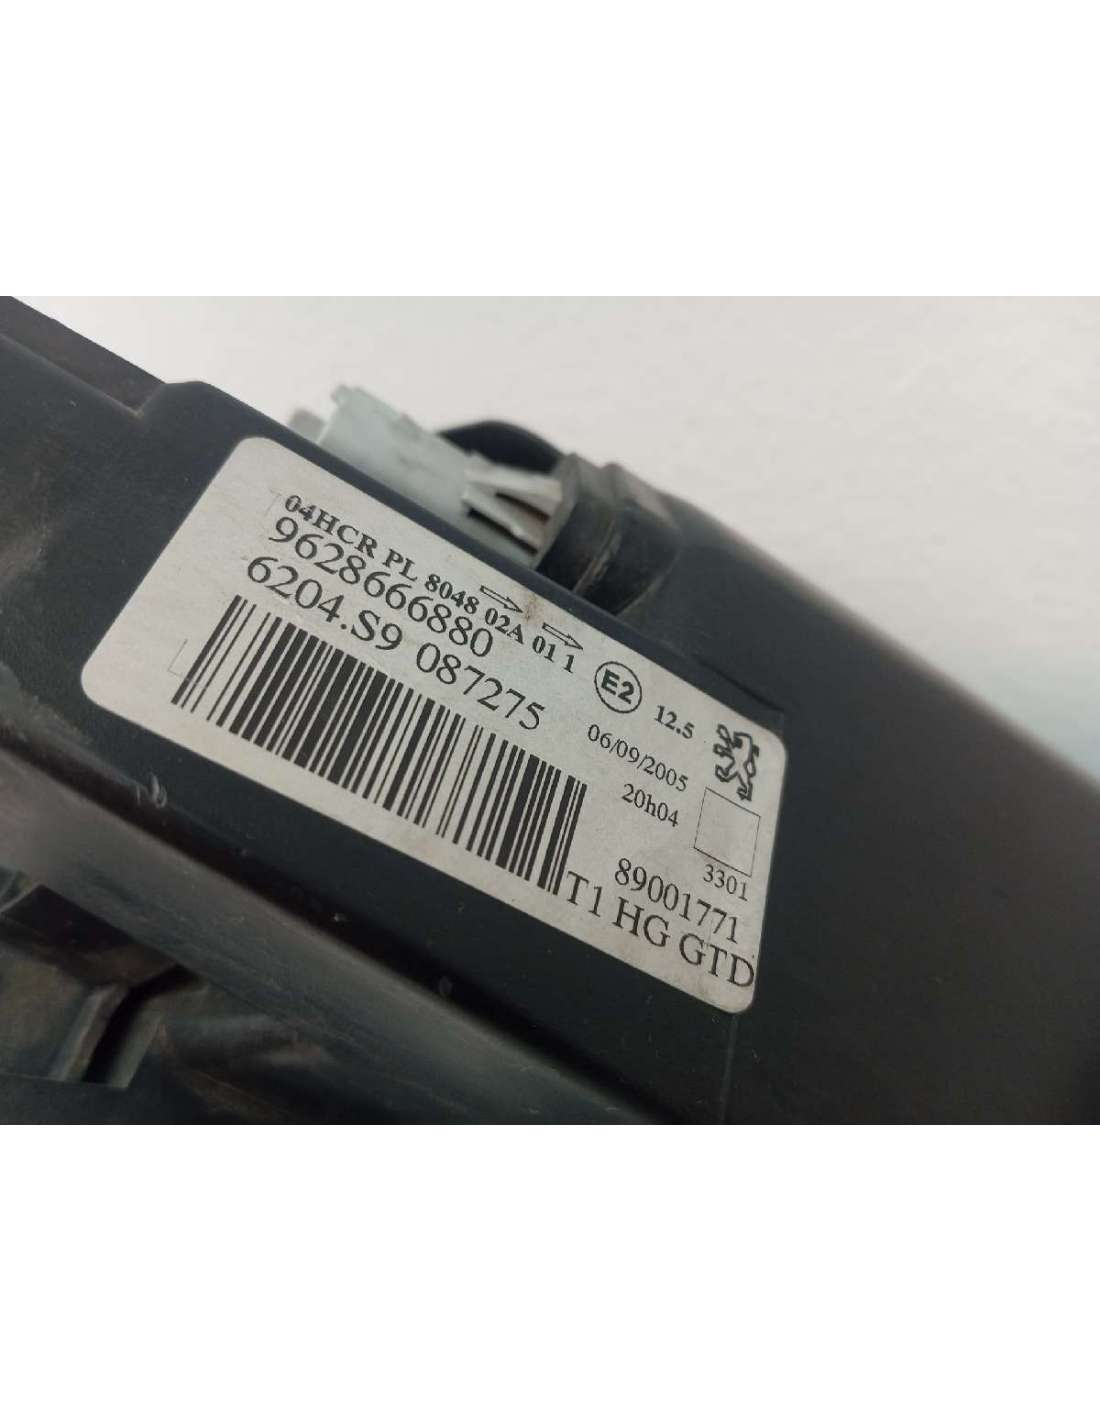 04HCR PL 8048 02A 01 1
E2 12.5
9628666880
6204.S9 087275
06/09/2005
20h04
3301
89001771
T1 HG GTD